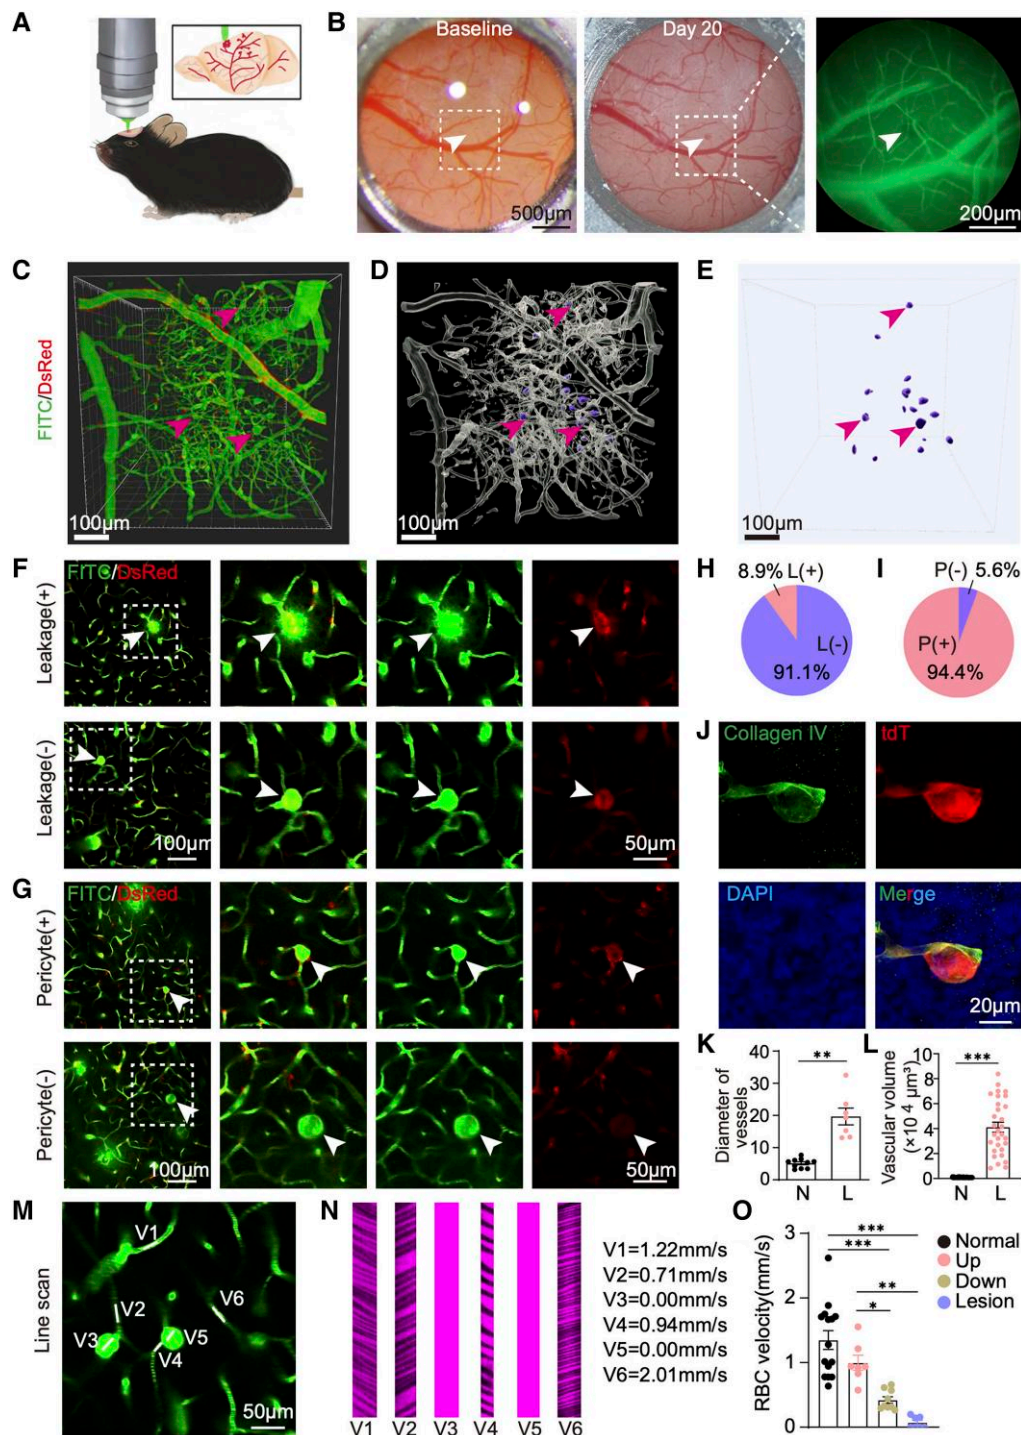 A
B
Baseline
Day 20
500µm
200µm
C
D
E
FITC/DsRed
100µm
100µm
100µm
F
FITC/DsRed
Leakage(+)
Leakage(-)
100µm
50µm
H
8.9%
L(+)
L(-)
91.1%
I
P(-)
5.6%
P(+)
94.4%
G
FITC/DsRed
Pericyte(+)
Pericyte(-)
100µm
50µm
J
Collagen IV
tdT
DAPI
Merge
20µm
K
Diameter of
vessels
40
30
20
10
0
**
N
L
L
Vascular volume
(×10 4 µm³)
10
8
6
4
2
0
***
N
L
M
Line scan
V1
V2
V3
V4
V5
V6
50µm
N
V1
V2
V3
V4
V5
V6
V1=1.22mm/s
V2=0.71mm/s
V3=0.00mm/s
V4=0.94mm/s
V5=0.00mm/s
V6=2.01mm/s
O
RBC velocity(mm/s)
3
2
1
0
***
***
**
*
Normal
Up
Down
Lesion